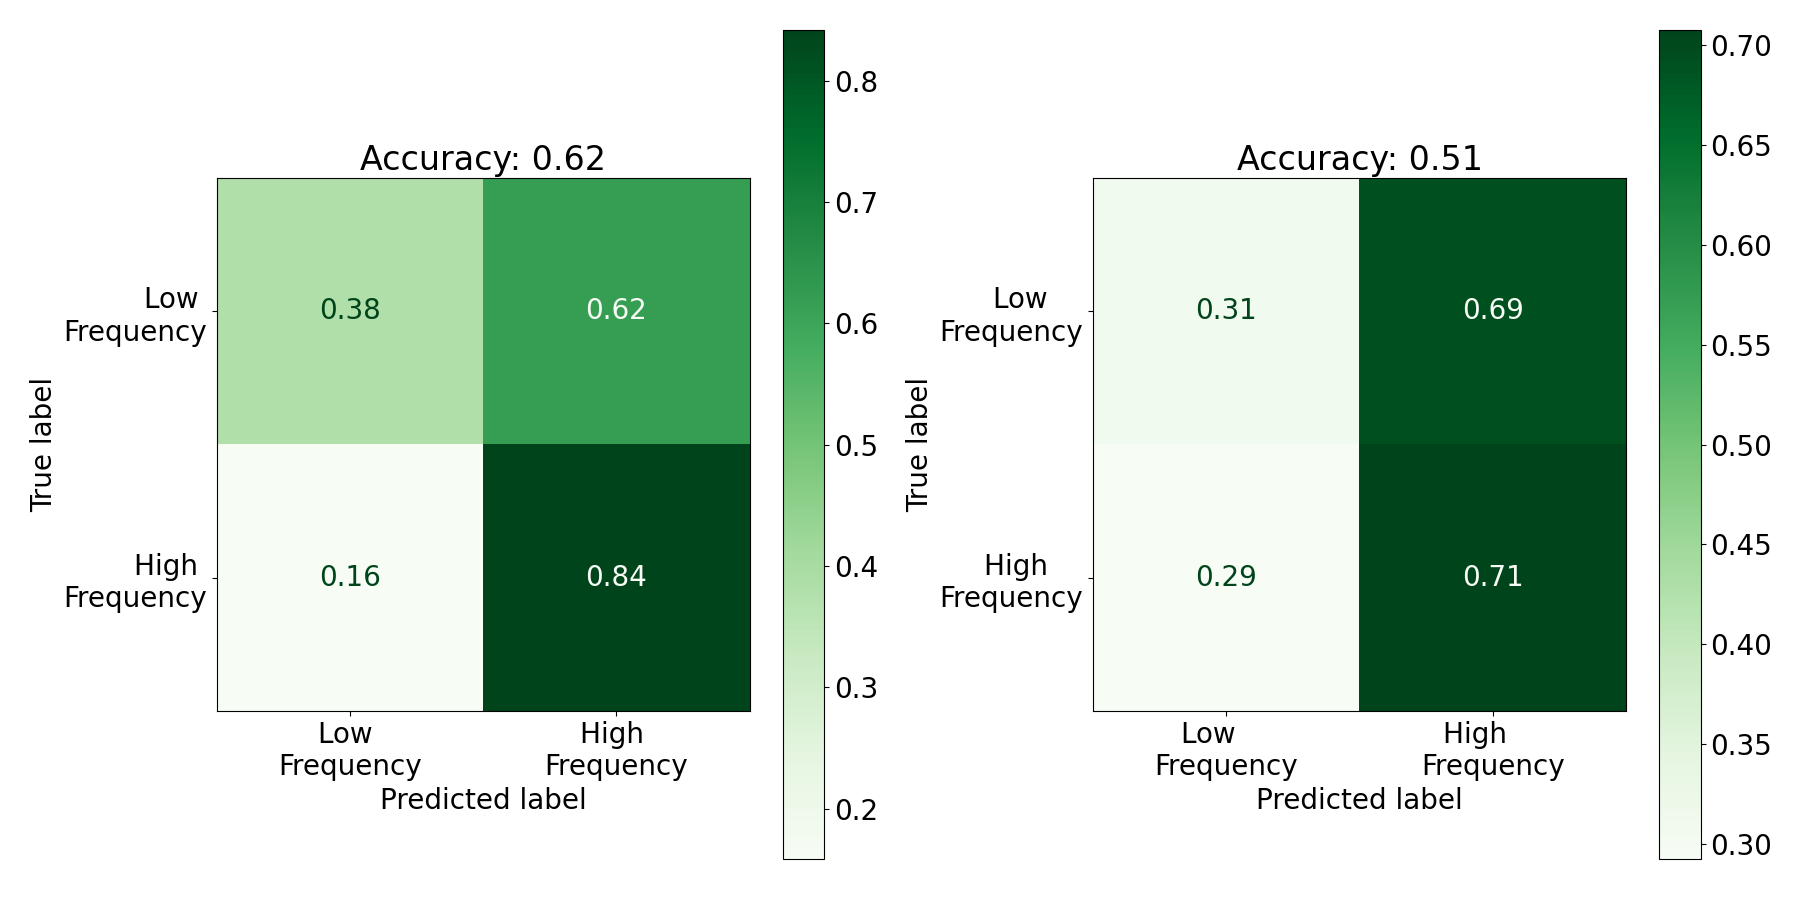 Accuracy: 0.62
True label
Low
Frequency
0.38
0.62
High
Frequency
0.16
0.84
Low
Frequency
High
Frequency
Predicted label
0.8
0.7
0.6
0.5
0.4
0.3
0.2
Accuracy: 0.51
True label
Low
Frequency
0.31
0.69
High
Frequency
0.29
0.71
Low
Frequency
High
Frequency
Predicted label
0.70
0.65
0.60
0.55
0.50
0.45
0.40
0.35
0.30